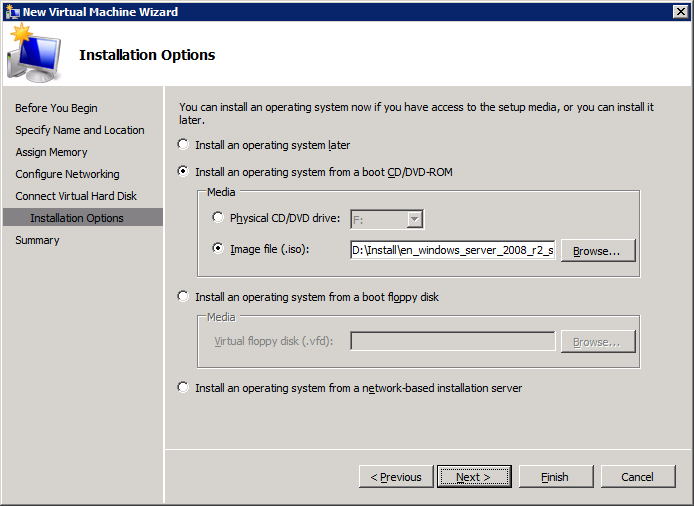 New Virtual Machine Wizard
Installation Options
Before You Begin
Specify Name and Location
Assign Memory
Configure Networking
Connect Virtual Hard Disk
Installation Options
Summary
You can install an operating system now if you have access to the setup media, or you can install it
later.
Install an operating system later
Install an operating system from a boot CD/DVD-ROM
Media
Physical CD/DVD drive: F:
Image file (.iso): D:\Install\en_windows_server_2008_r2_s Browse...
Install an operating system from a boot floppy disk
Media
Virtual floppy disk (.vfd): Browse...
Install an operating system from a network-based installation server
< Previous Next > Finish Cancel